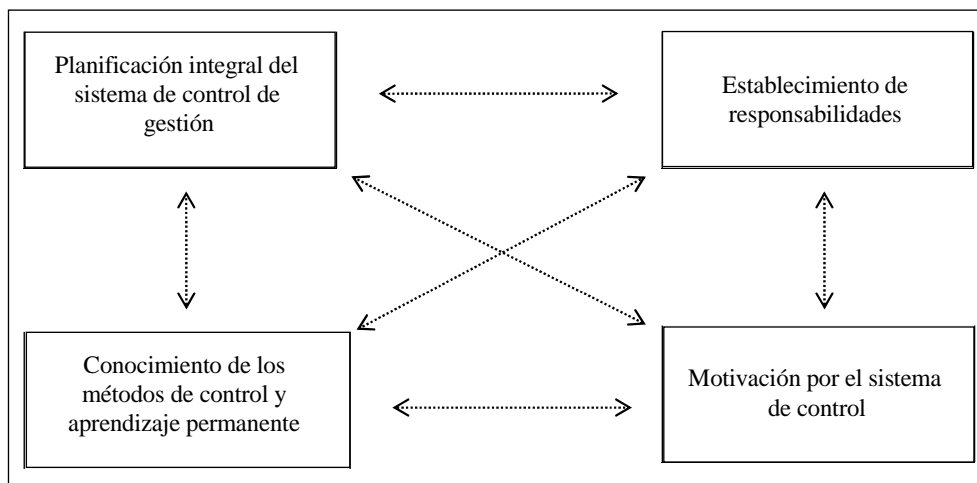 Planificación integral del
sistema de control de
gestión
Establecimiento de
responsabilidades
Conocimiento de los
métodos de control y
aprendizaje permanente
Motivación por el sistema
de control